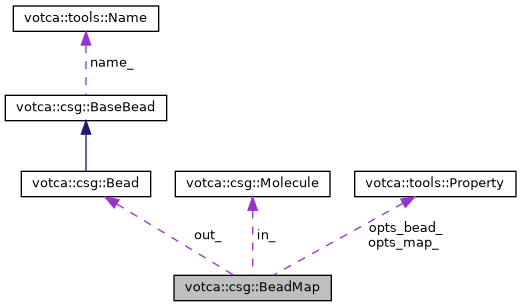 votca::tools::Name
name_
votca::csg::BaseBead
votca::csg::Bead
votca::csg::Molecule
votca::tools::Property
out_
in_
opts_bead_
opts_map_
votca::csg::BeadMap